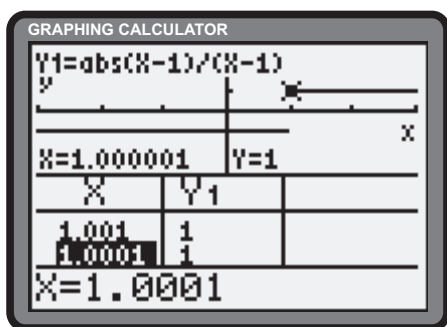 GRAPHING CALCULATOR
Y1=abs(X-1)/(X-1)
y
x
X=1.000001 Y=1
X Y1
1.001 1
1.0001 1
X=1.0001